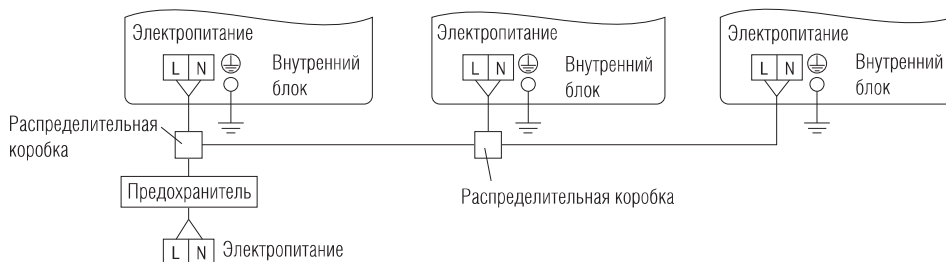 Электропитание
L N
Внутренний
блок
Электропитание
L N
Внутренний
блок
Электропитание
L N
Внутренний
блок
Распределительная
коробка
Распределительная коробка
Предохранитель
L N Электропитание